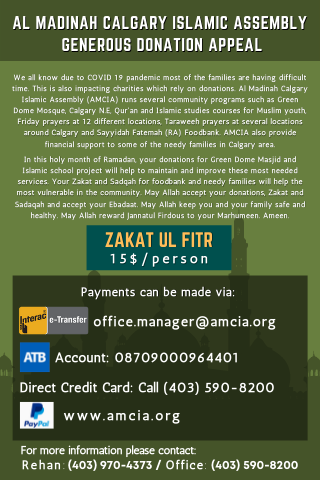 AL MADINAH CALGARY ISLAMIC ASSEMBLY
GENEROUS DONATION APPEAL
We all know due to COVID 19 pandemic most of the families are having difficult
time. This is also impacting charities which rely on donations. Al Madinah Calgary
Islamic Assembly (AMCIA) runs several community programs such as Green
Dome Mosque, Calgary N.E, Qur'an and Islamic studies courses for Muslim youth,
Friday prayers at 12 different locations, Taraweeh prayers at several locations
around Calgary and Sayyidah Fatemah (RA) Foodbank. AMCIA also provide
financial support to some of the needy families in Calgary area.
In this holy month of Ramadan, your donations for Green Dome Masjid and
Islamic school project will help to maintain and improve these most needed
services. Your Zakat and Sadqah for foodbank and needy families will help the
most vulnerable in the community. May Allah accept your donations, Zakat and
Sadaqah and accept your Ebadaat. May Allah keep you and your family safe and
healthy. May Allah reward Jannatul Firdous to your Marhumeen. Ameen.
ZAKAT UL FITR
15$/person
Payments can be made via:
Interac e-Transfer office.manager@amcia.org
ATB Account: 08709000964401
Direct Credit Card: Call (403) 590-8200
PayPal www.amcia.org
For more information please contact:
Rehan: (403) 970-4373 / Office: (403) 590-8200